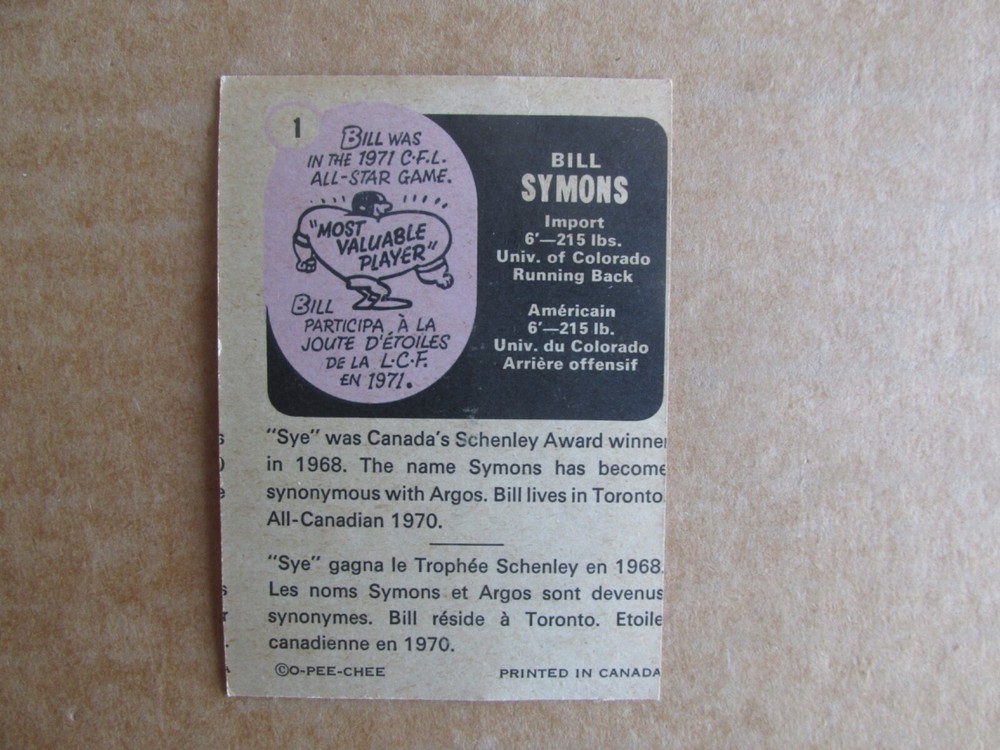 1
BILL WAS
IN THE 1971 C.F.L.
ALL-STAR GAME.
"MOST
VALUABLE
PLAYER"
BILL
PARTICIPA À LA
JOUTE D'ÉTOILES
DE LA L.C.F.
EN 1971.
BILL
SYMONS
Import
6'—215 lbs.
Univ. of Colorado
Running Back
Américain
6'—215 lb.
Univ. du Colorado
Arrière offensif
"Sye" was Canada's Schenley Award winner
in 1968. The name Symons has become
synonymous with Argos. Bill lives in Toronto.
All-Canadian 1970.
"Sye" gagna le Trophée Schenley en 1968.
Les noms Symons et Argos sont devenus
synonymes. Bill réside à Toronto. Etoile
canadienne en 1970.
©O-PEE-CHEE
PRINTED IN CANADA